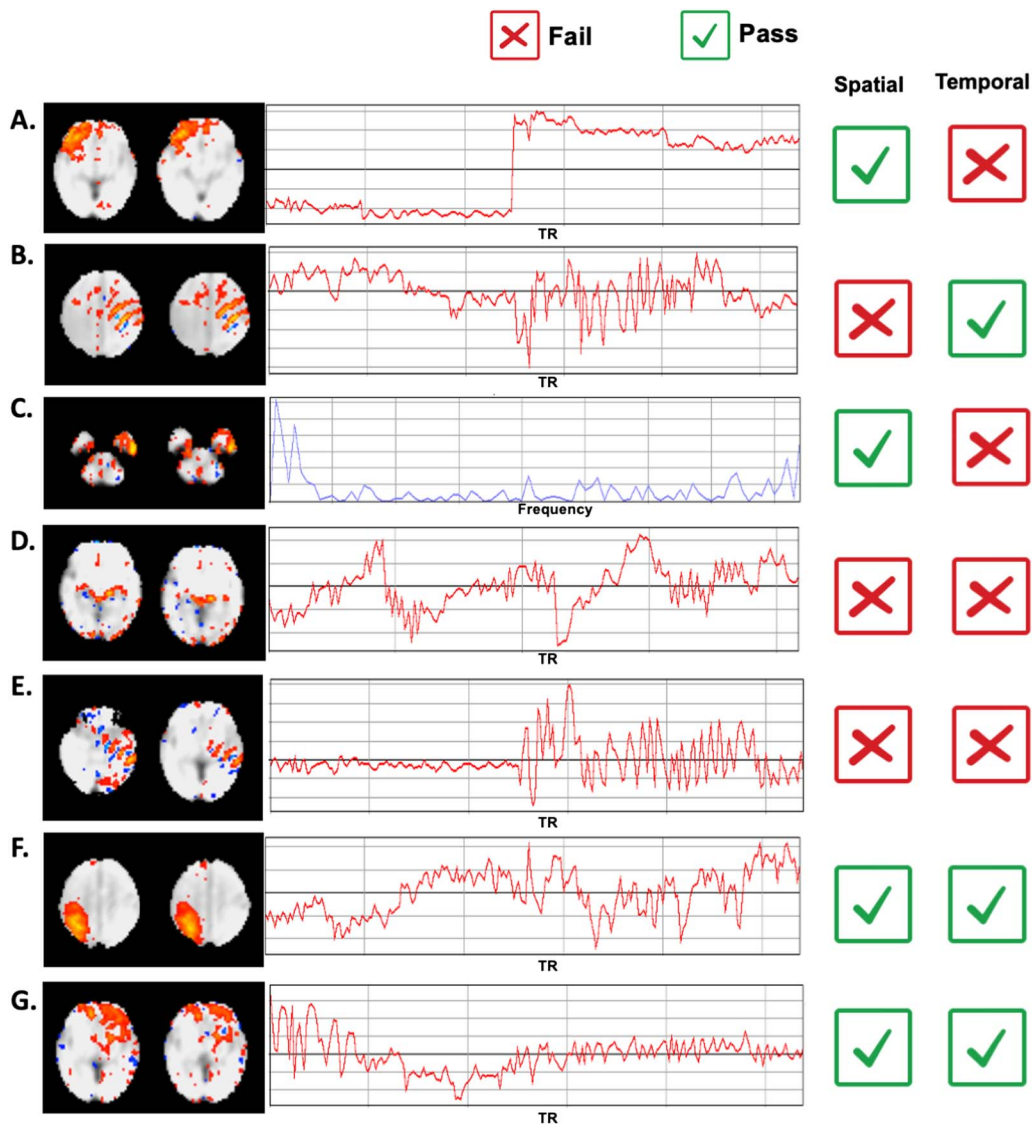 Fail Pass
Spatial Temporal
A.
TR
B.
TR
C.
Frequency
D.
TR
E.
TR
F.
TR
G.
TR